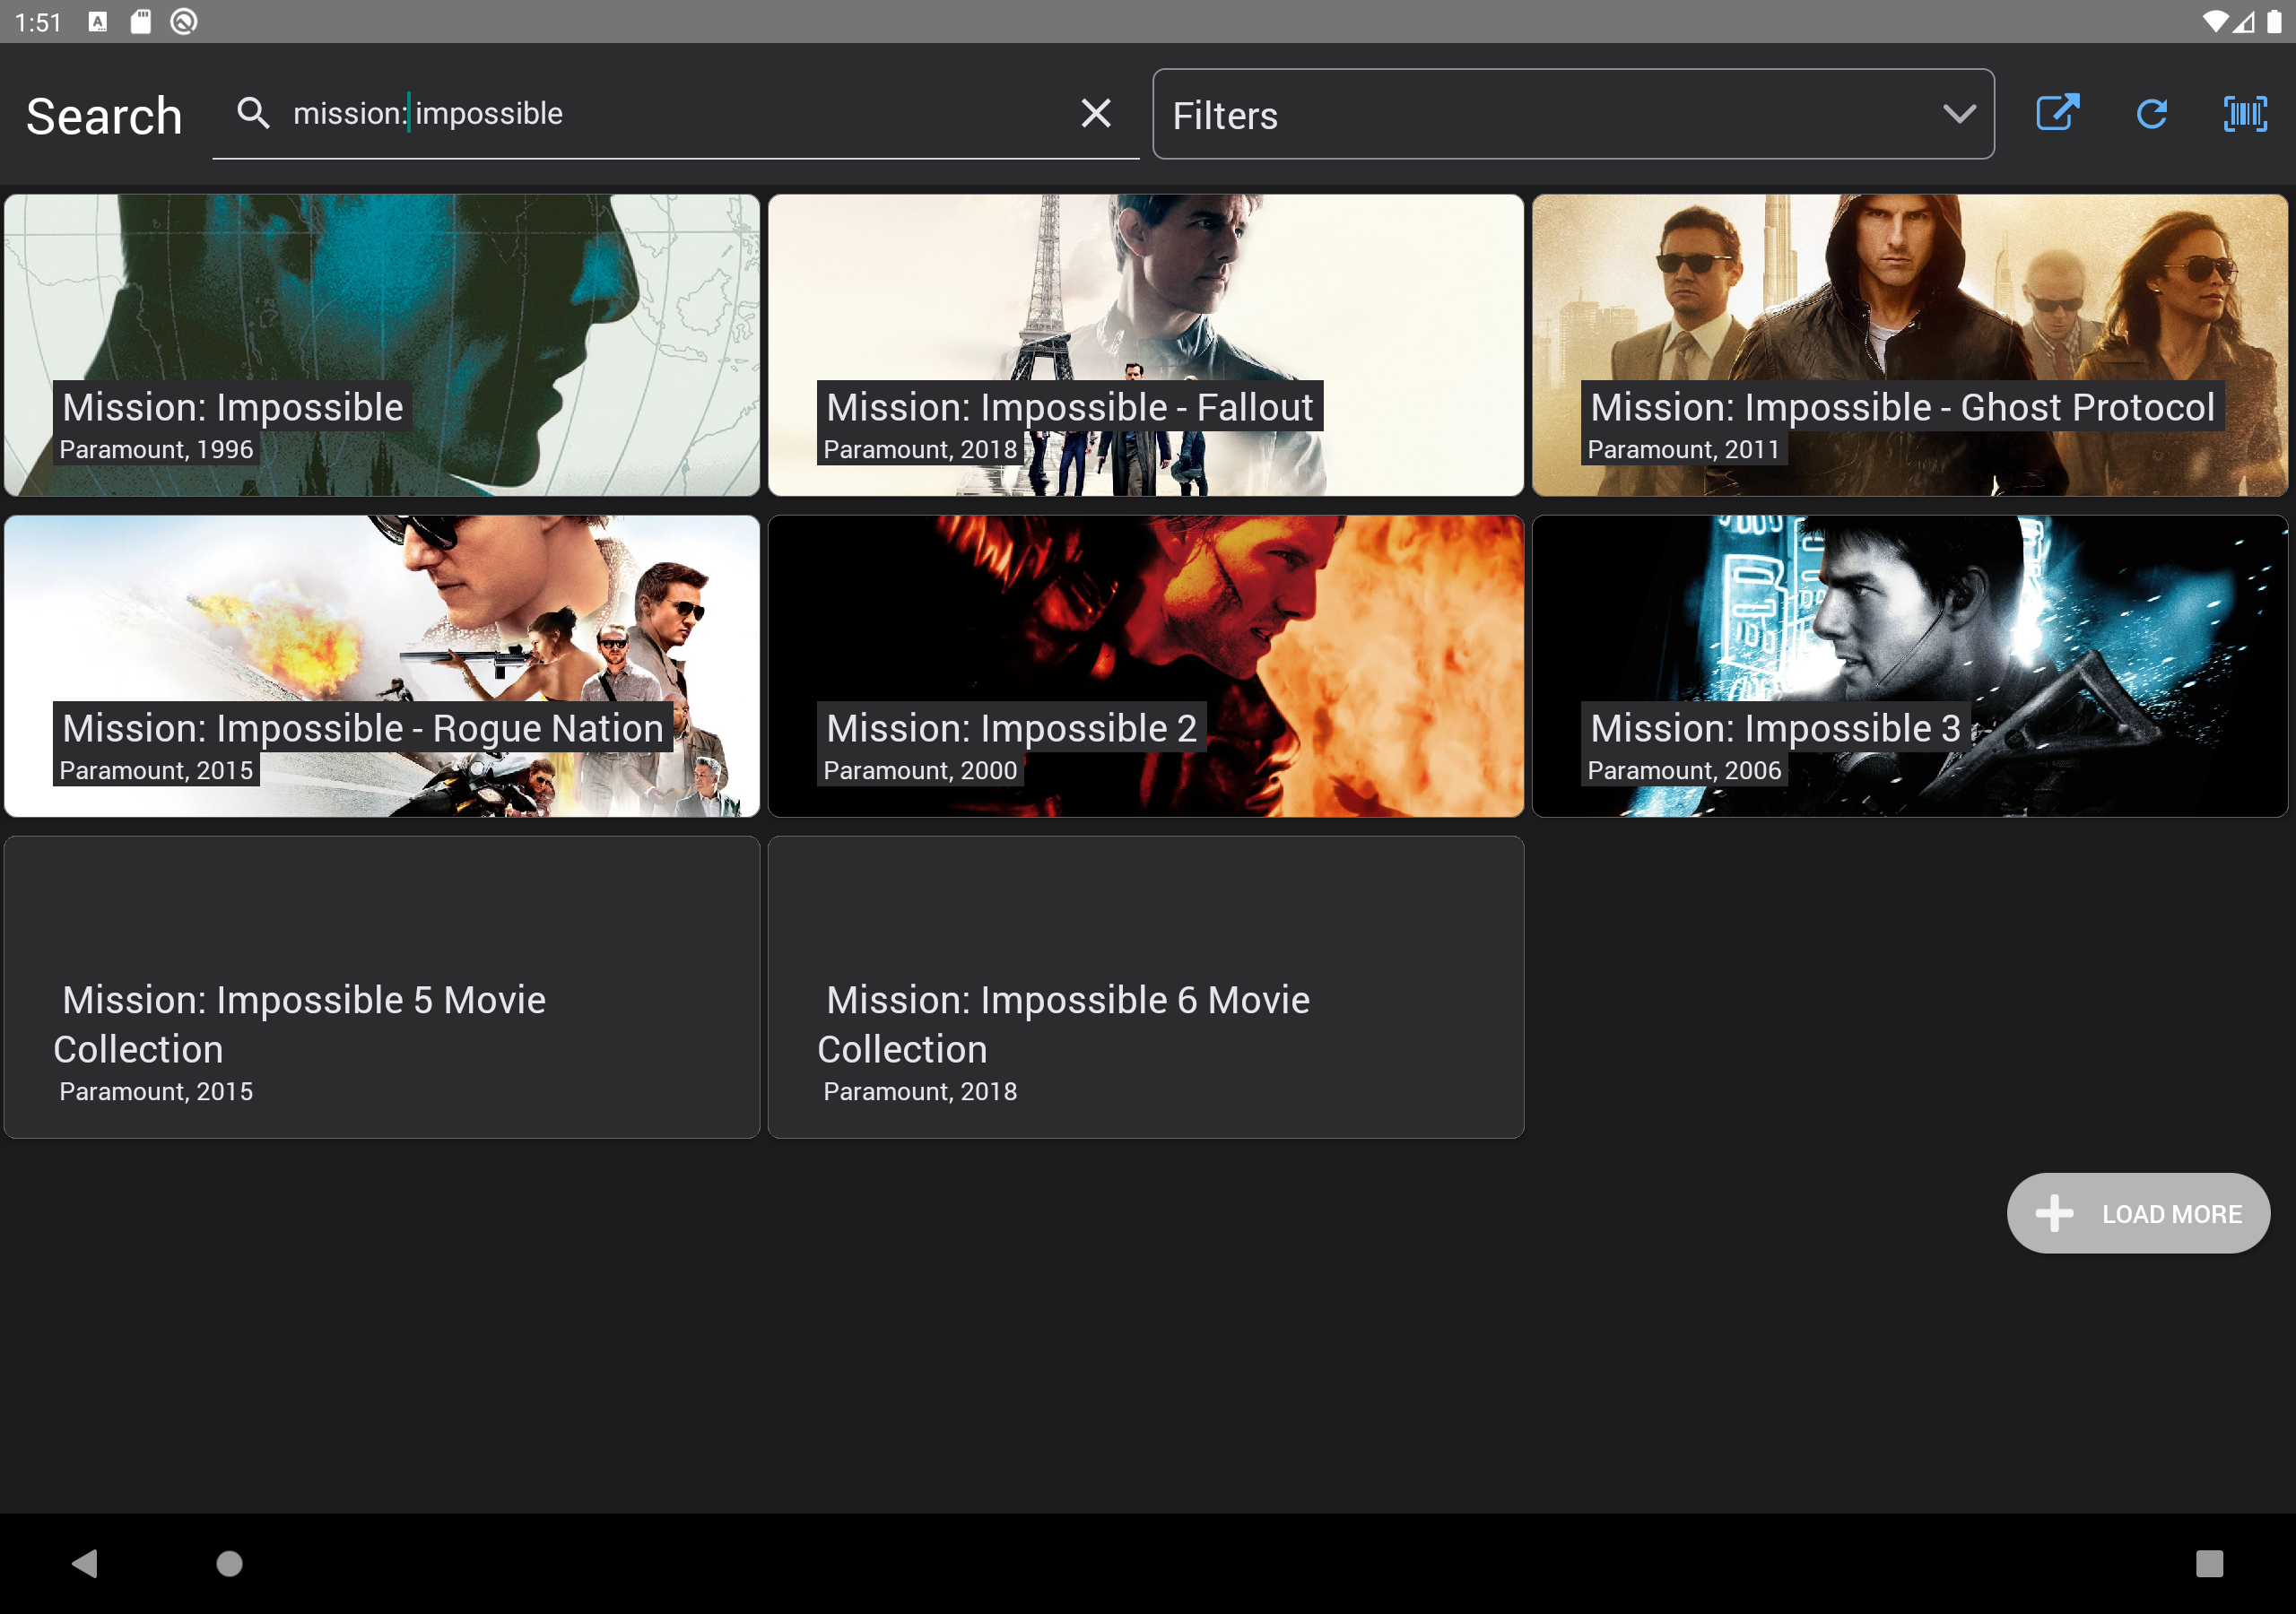 1:51
Search
mission: impossible
Filters
Mission: Impossible
Paramount, 1996
Mission: Impossible - Fallout
Paramount, 2018
Mission: Impossible - Ghost Protocol
Paramount, 2011
Mission: Impossible - Rogue Nation
Paramount, 2015
Mission: Impossible 2
Paramount, 2000
Mission: Impossible 3
Paramount, 2006
Mission: Impossible 5 Movie
Collection
Paramount, 2015
Mission: Impossible 6 Movie
Collection
Paramount, 2018
LOAD MORE